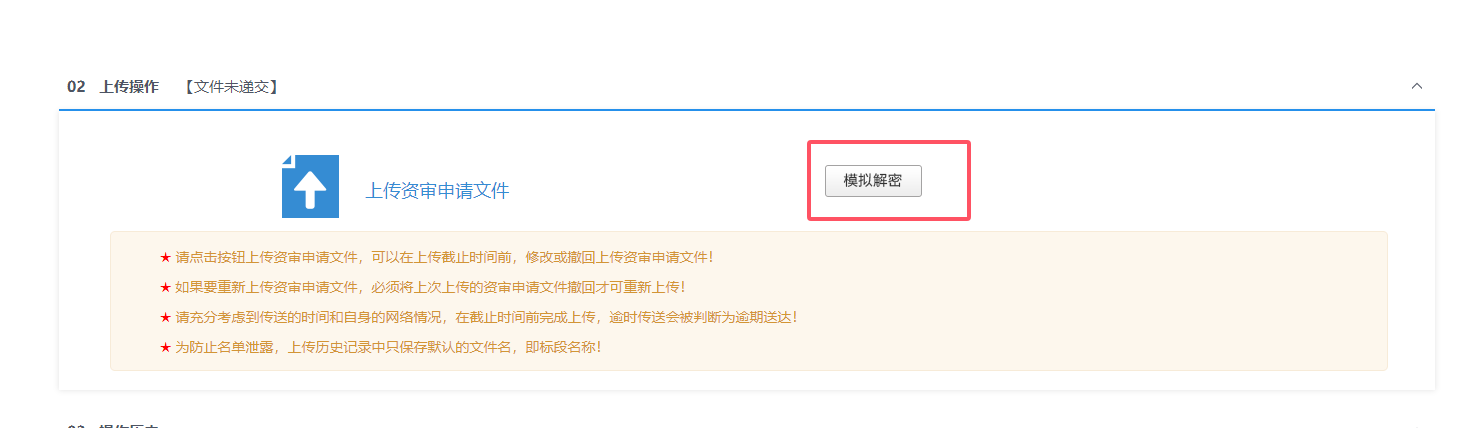 02 上传操作 【文件未递交】
上传资审申请文件
模拟解密
★ 请点击按钮上传资审申请文件，可以在上传截止时间前，修改或撤回上传资审申请文件！
★ 如果要重新上传资审申请文件，必须将上次上传的资审申请文件撤回才可重新上传！
★ 请充分考虑到传送的时间和自身的网络情况，在截止时间前完成上传，逾时传送会被判断为逾期送达！
★ 为防止名单泄露，上传历史记录中只保存默认的文件名，即标段名称！